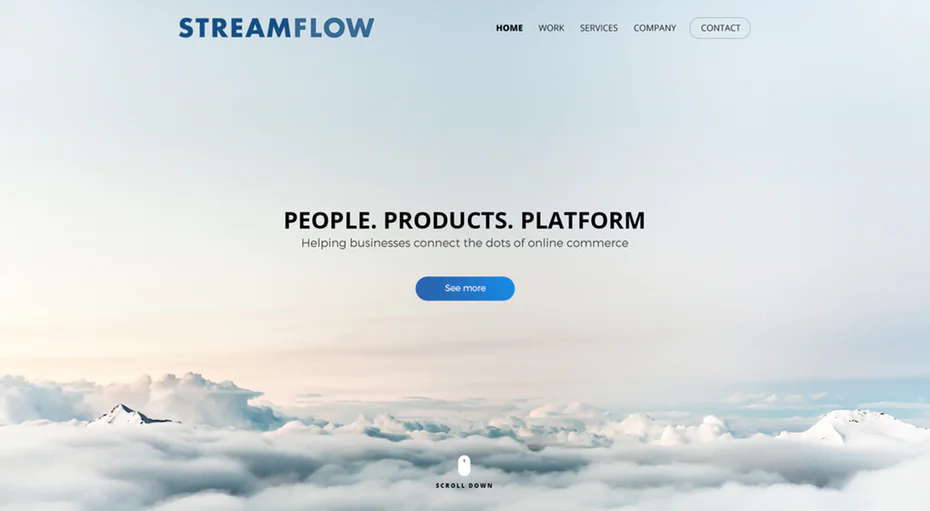 STREAMFLOW
HOME WORK SERVICES COMPANY CONTACT
PEOPLE. PRODUCTS. PLATFORM
Helping businesses connect the dots of online commerce
See more
SCROLL DOWN